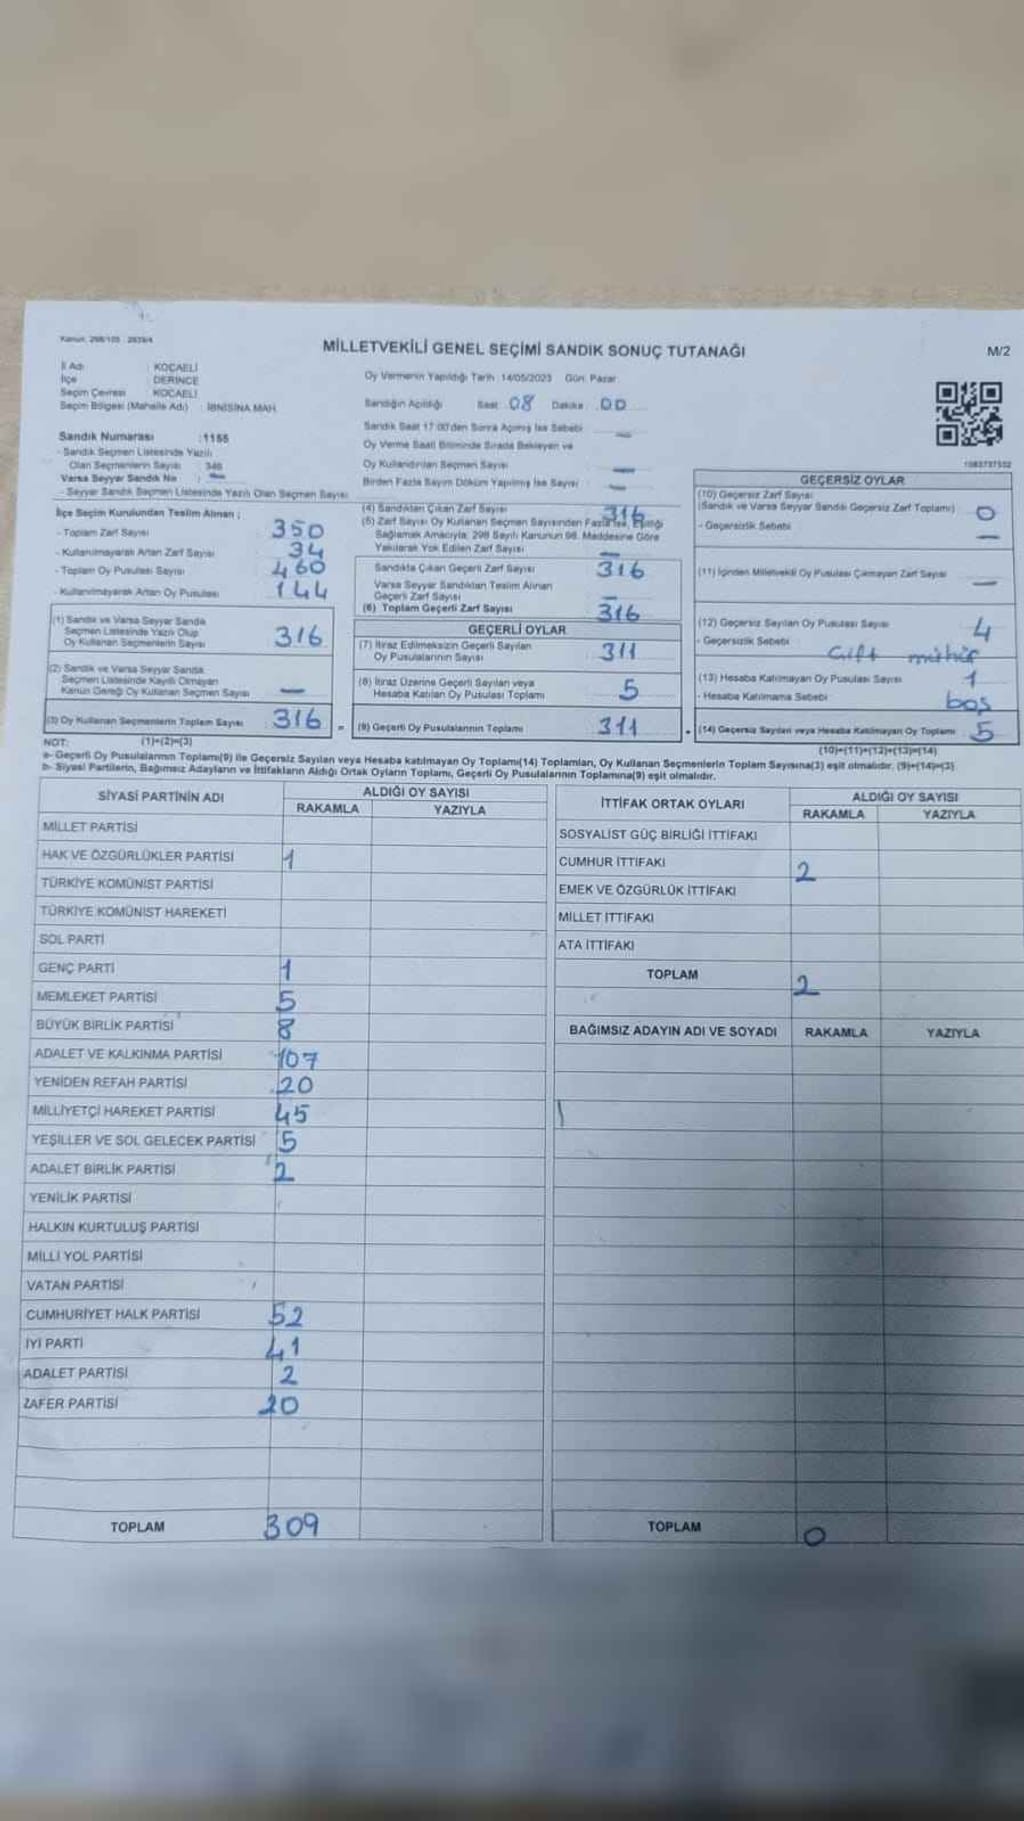 Kanun: 298/105 : 2839/4
MİLLETVEKİLİ GENEL SEÇİMİ SANDIK SONUÇ TUTANAĞI
M/2
İl Adı : KOCAELİ
İlçe : DERİNCE
Seçim Çevresi : KOCAELİ
Seçim Bölgesi (Mahalle Adı) : İBNİSİNA MAH.
Oy Vermenin Yapıldığı Tarih : 14/05/2023 Gün: Pazar
Sandığın Açıldığı Saat: 08 Dakika: 00
Sandık Saat 17:00'den Sonra Açılmış İse Sebebi —
Oy Verme Saati Bitiminde Sırada Bekleyen ve
Oy Kullandırılan Seçmen Sayısı —
Birden Fazla Sayım Döküm Yapılmış İse Sayısı —
Sandık Numarası :1155
- Sandık Seçmen Listesinde Yazılı
Olan Seçmenlerin Sayısı : 346
Varsa Seyyar Sandık No : —
- Seyyar Sandık Seçmen Listesinde Yazılı Olan Seçmen Sayısı
İlçe Seçim Kurulundan Teslim Alınan ;
- Toplam Zarf Sayısı 350
- Kullanılmayarak Artan Zarf Sayısı 34
- Toplam Oy Pusulası Sayısı 460
- Kullanılmayarak Artan Oy Pusulası 144
(1) Sandık ve Varsa Seyyar Sandık
Seçmen Listesinde Yazılı Olup
Oy Kullanan Seçmenlerin Sayısı 316
(2) Sandık ve Varsa Seyyar Sandık
Seçmen Listesinde Kayıtlı Olmayan
Kanun Gereği Oy Kullanan Seçmen Sayısı —
(3) Oy Kullanan Seçmenlerin Toplam Sayısı 316
(1)+(2)=(3)
(4) Sandıktan Çıkan Zarf Sayısı 316
(5) Zarf Sayısı Oy Kullanan Seçmen Sayısından Fazla İse, Eşitliği
Sağlamak Amacıyla; 298 Sayılı Kanunun 98. Maddesine Göre
Yakılarak Yok Edilen Zarf Sayısı —
Sandıkta Çıkan Geçerli Zarf Sayısı 316
Varsa Seyyar Sandıktan Teslim Alınan
Geçerli Zarf Sayısı —
(6) Toplam Geçerli Zarf Sayısı 316
GEÇERLİ OYLAR
(7) İtiraz Edilmeksizin Geçerli Sayılan
Oy Pusulalarının Sayısı 311
(8) İtiraz Üzerine Geçerli Sayılan veya
Hesaba Katılan Oy Pusulası Toplamı 5
(9) Geçerli Oy Pusulalarının Toplamı 311
1083737552
GEÇERSİZ OYLAR
(10) Geçersiz Zarf Sayısı
(Sandık ve Varsa Seyyar Sandığı Geçersiz Zarf Toplamı) 0
- Geçersizlik Sebebi —
(11) İçinden Milletvekili Oy Pusulası Çıkmayan Zarf Sayısı —
(12) Geçersiz Sayılan Oy Pusulası Sayısı 4
- Geçersizlik Sebebi Çift mühür
(13) Hesaba Katılmayan Oy Pusulası Sayısı 1
- Hesaba Katılmama Sebebi boş
(14) Geçersiz Sayılan veya Hesaba Katılmayan Oy Toplamı 5
(10)+(11)+(12)+(13)=(14)
NOT:
a- Geçerli Oy Pusulalarının Toplamı(9) ile Geçersiz Sayılan veya Hesaba katılmayan Oy Toplamı(14) Toplamları, Oy Kullanan Seçmenlerin Toplam Sayısına(3) eşit olmalıdır. (9)+(14)=(3)
b- Siyasi Partilerin, Bağımsız Adayların ve İttifakların Aldığı Ortak Oyların Toplamı, Geçerli Oy Pusulalarının Toplamına(9) eşit olmalıdır.
SİYASİ PARTİNİN ADI ALDIĞI OY SAYISI
RAKAMLA YAZIYLA
MİLLET PARTİSİ
HAK VE ÖZGÜRLÜKLER PARTİSİ 1
TÜRKİYE KOMÜNİST PARTİSİ
TÜRKİYE KOMÜNİST HAREKETİ
SOL PARTİ
GENÇ PARTİ 1
MEMLEKET PARTİSİ 5
BÜYÜK BİRLİK PARTİSİ 8
ADALET VE KALKINMA PARTİSİ 107
YENİDEN REFAH PARTİSİ 20
MİLLİYETÇİ HAREKET PARTİSİ 45
YEŞİLLER VE SOL GELECEK PARTİSİ 5
ADALET BİRLİK PARTİSİ 2
YENİLİK PARTİSİ
HALKIN KURTULUŞ PARTİSİ
MİLLİ YOL PARTİSİ
VATAN PARTİSİ
CUMHURİYET HALK PARTİSİ 52
İYİ PARTİ 41
ADALET PARTİSİ 2
ZAFER PARTİSİ 20
TOPLAM 309
İTTİFAK ORTAK OYLARI ALDIĞI OY SAYISI
RAKAMLA YAZIYLA
SOSYALİST GÜÇ BİRLİĞİ İTTİFAKI
CUMHUR İTTİFAKI 2
EMEK VE ÖZGÜRLÜK İTTİFAKI
MİLLET İTTİFAKI
ATA İTTİFAKI
TOPLAM 2
BAĞIMSIZ ADAYIN ADI VE SOYADI RAKAMLA YAZIYLA
TOPLAM 0